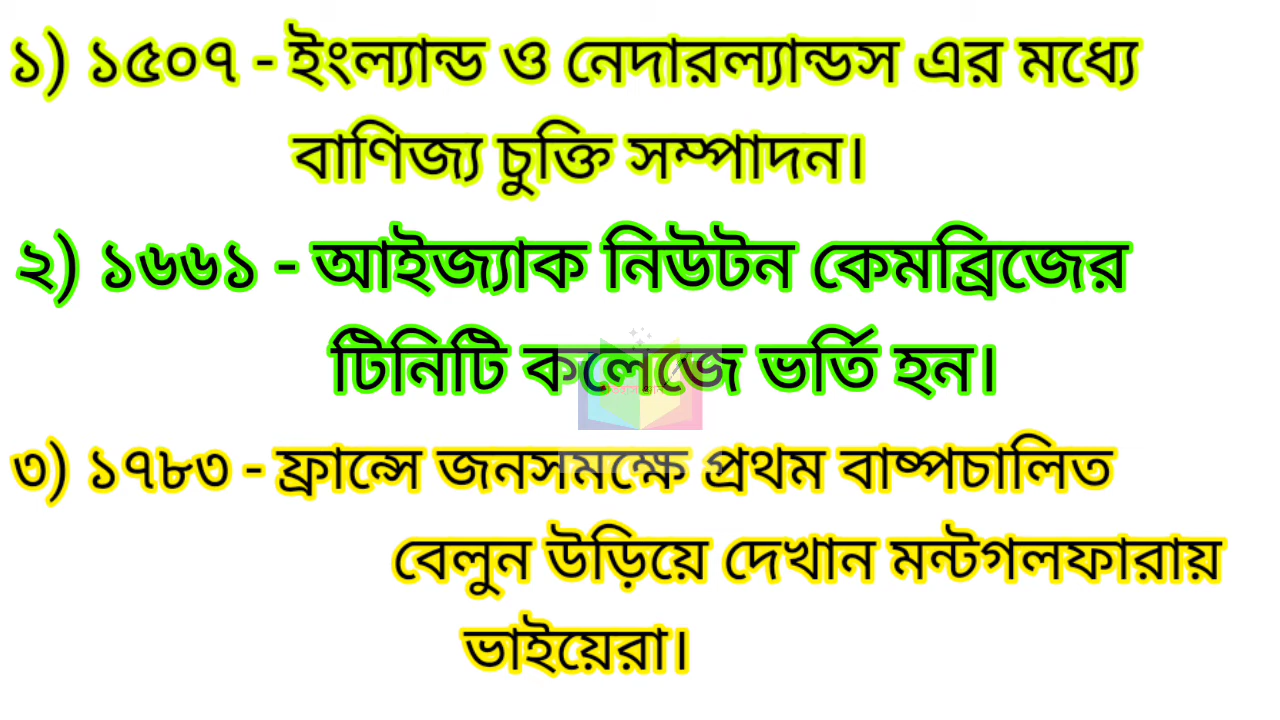 ১) ১৫০৭ - ইংল্যান্ড ও নেদারল্যান্ডস এর মধ্যে
বাণিজ্য চুক্তি সম্পাদন।
২) ১৬৬১ - আইজ্যাক নিউটন কেমব্রিজের
টিনিটি কলেজে ভর্তি হন।
৩) ১৭৮৩ - ফ্রান্সে জনসমক্ষে প্রথম বাষ্পচালিত
বেলুন উড়িয়ে দেখান মন্টগলফারায়
ভাইয়েরা।